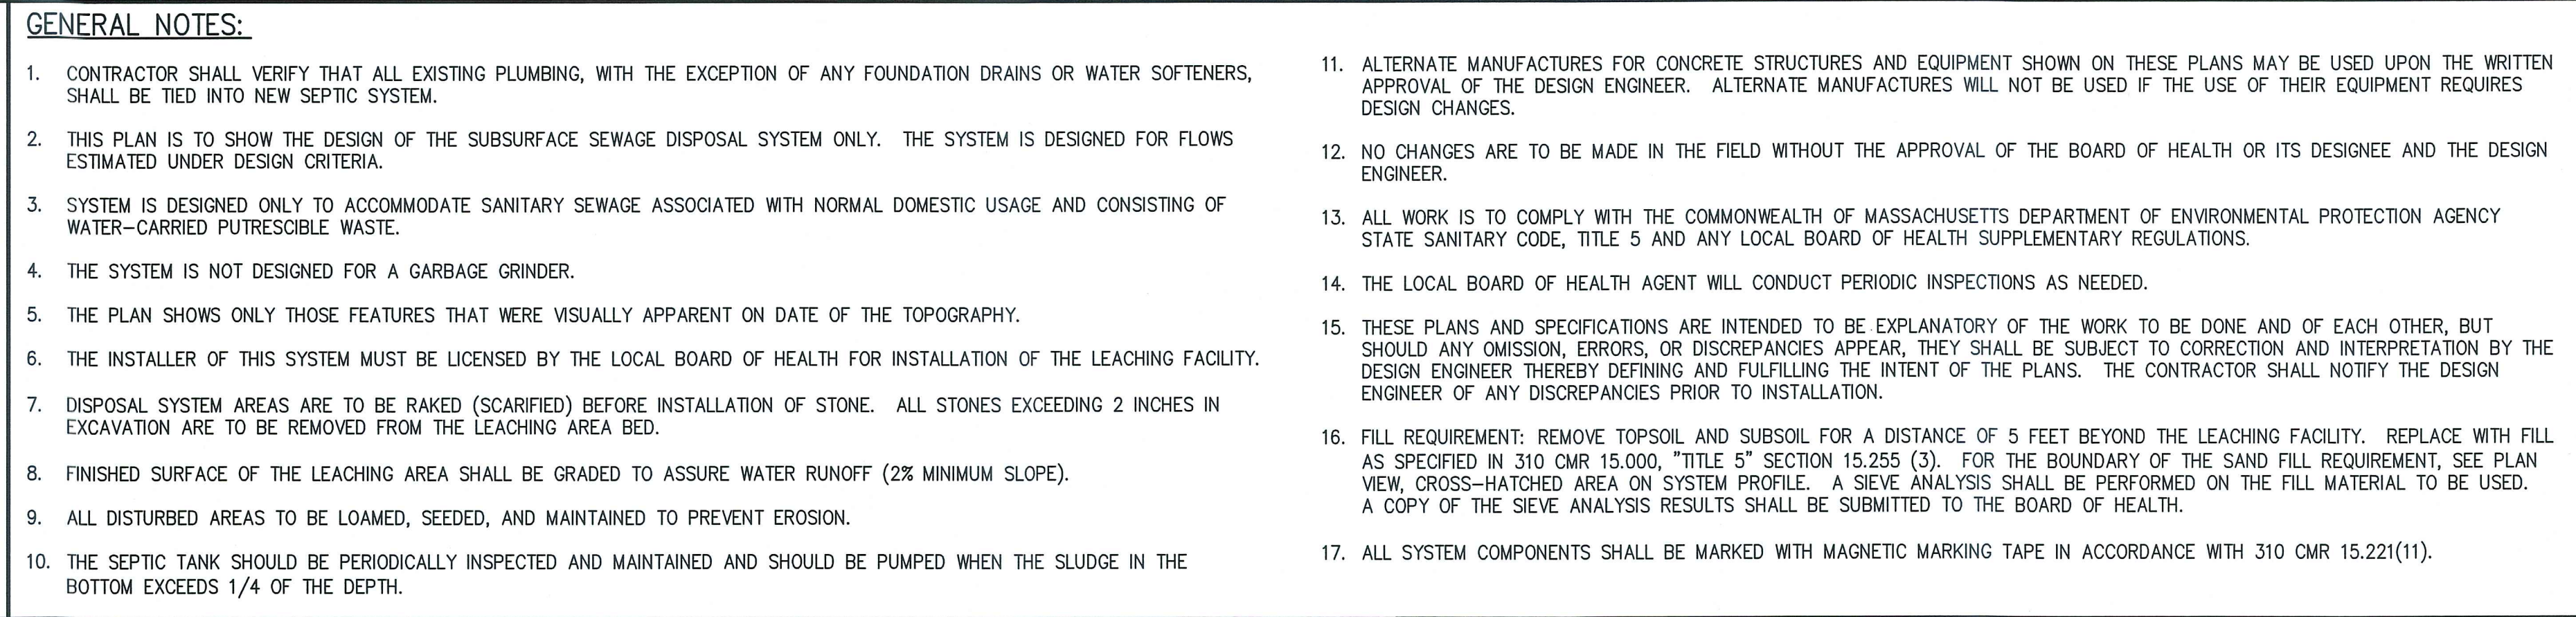 GENERAL NOTES:
1. CONTRACTOR SHALL VERIFY THAT ALL EXISTING PLUMBING, WITH THE EXCEPTION OF ANY FOUNDATION DRAINS OR WATER SOFTENERS,
SHALL BE TIED INTO NEW SEPTIC SYSTEM.
2. THIS PLAN IS TO SHOW THE DESIGN OF THE SUBSURFACE SEWAGE DISPOSAL SYSTEM ONLY. THE SYSTEM IS DESIGNED FOR FLOWS
ESTIMATED UNDER DESIGN CRITERIA.
3. SYSTEM IS DESIGNED ONLY TO ACCOMMODATE SANITARY SEWAGE ASSOCIATED WITH NORMAL DOMESTIC USAGE AND CONSISTING OF
WATER-CARRIED PUTRESCIBLE WASTE.
4. THE SYSTEM IS NOT DESIGNED FOR A GARBAGE GRINDER.
5. THE PLAN SHOWS ONLY THOSE FEATURES THAT WERE VISUALLY APPARENT ON DATE OF THE TOPOGRAPHY.
6. THE INSTALLER OF THIS SYSTEM MUST BE LICENSED BY THE LOCAL BOARD OF HEALTH FOR INSTALLATION OF THE LEACHING FACILITY.
7. DISPOSAL SYSTEM AREAS ARE TO BE RAKED (SCARIFIED) BEFORE INSTALLATION OF STONE. ALL STONES EXCEEDING 2 INCHES IN
EXCAVATION ARE TO BE REMOVED FROM THE LEACHING AREA BED.
8. FINISHED SURFACE OF THE LEACHING AREA SHALL BE GRADED TO ASSURE WATER RUNOFF (2% MINIMUM SLOPE).
9. ALL DISTURBED AREAS TO BE LOAMED, SEEDED, AND MAINTAINED TO PREVENT EROSION.
10. THE SEPTIC TANK SHOULD BE PERIODICALLY INSPECTED AND MAINTAINED AND SHOULD BE PUMPED WHEN THE SLUDGE IN THE
BOTTOM EXCEEDS 1/4 OF THE DEPTH.
11. ALTERNATE MANUFACTURES FOR CONCRETE STRUCTURES AND EQUIPMENT SHOWN ON THESE PLANS MAY BE USED UPON THE WRITTEN
APPROVAL OF THE DESIGN ENGINEER. ALTERNATE MANUFACTURES WILL NOT BE USED IF THE USE OF THEIR EQUIPMENT REQUIRES
DESIGN CHANGES.
12. NO CHANGES ARE TO BE MADE IN THE FIELD WITHOUT THE APPROVAL OF THE BOARD OF HEALTH OR ITS DESIGNEE AND THE DESIGN
ENGINEER.
13. ALL WORK IS TO COMPLY WITH THE COMMONWEALTH OF MASSACHUSETTS DEPARTMENT OF ENVIRONMENTAL PROTECTION AGENCY
STATE SANITARY CODE, TITLE 5 AND ANY LOCAL BOARD OF HEALTH SUPPLEMENTARY REGULATIONS.
14. THE LOCAL BOARD OF HEALTH AGENT WILL CONDUCT PERIODIC INSPECTIONS AS NEEDED.
15. THESE PLANS AND SPECIFICATIONS ARE INTENDED TO BE EXPLANATORY OF THE WORK TO BE DONE AND OF EACH OTHER, BUT
SHOULD ANY OMISSION, ERRORS, OR DISCREPANCIES APPEAR, THEY SHALL BE SUBJECT TO CORRECTION AND INTERPRETATION BY THE
DESIGN ENGINEER THEREBY DEFINING AND FULFILLING THE INTENT OF THE PLANS. THE CONTRACTOR SHALL NOTIFY THE DESIGN
ENGINEER OF ANY DISCREPANCIES PRIOR TO INSTALLATION.
16. FILL REQUIREMENT: REMOVE TOPSOIL AND SUBSOIL FOR A DISTANCE OF 5 FEET BEYOND THE LEACHING FACILITY. REPLACE WITH FILL
AS SPECIFIED IN 310 CMR 15.000, "TITLE 5" SECTION 15.255 (3). FOR THE BOUNDARY OF THE SAND FILL REQUIREMENT, SEE PLAN
VIEW, CROSS-HATCHED AREA ON SYSTEM PROFILE. A SIEVE ANALYSIS SHALL BE PERFORMED ON THE FILL MATERIAL TO BE USED.
A COPY OF THE SIEVE ANALYSIS RESULTS SHALL BE SUBMITTED TO THE BOARD OF HEALTH.
17. ALL SYSTEM COMPONENTS SHALL BE MARKED WITH MAGNETIC MARKING TAPE IN ACCORDANCE WITH 310 CMR 15.221(11).